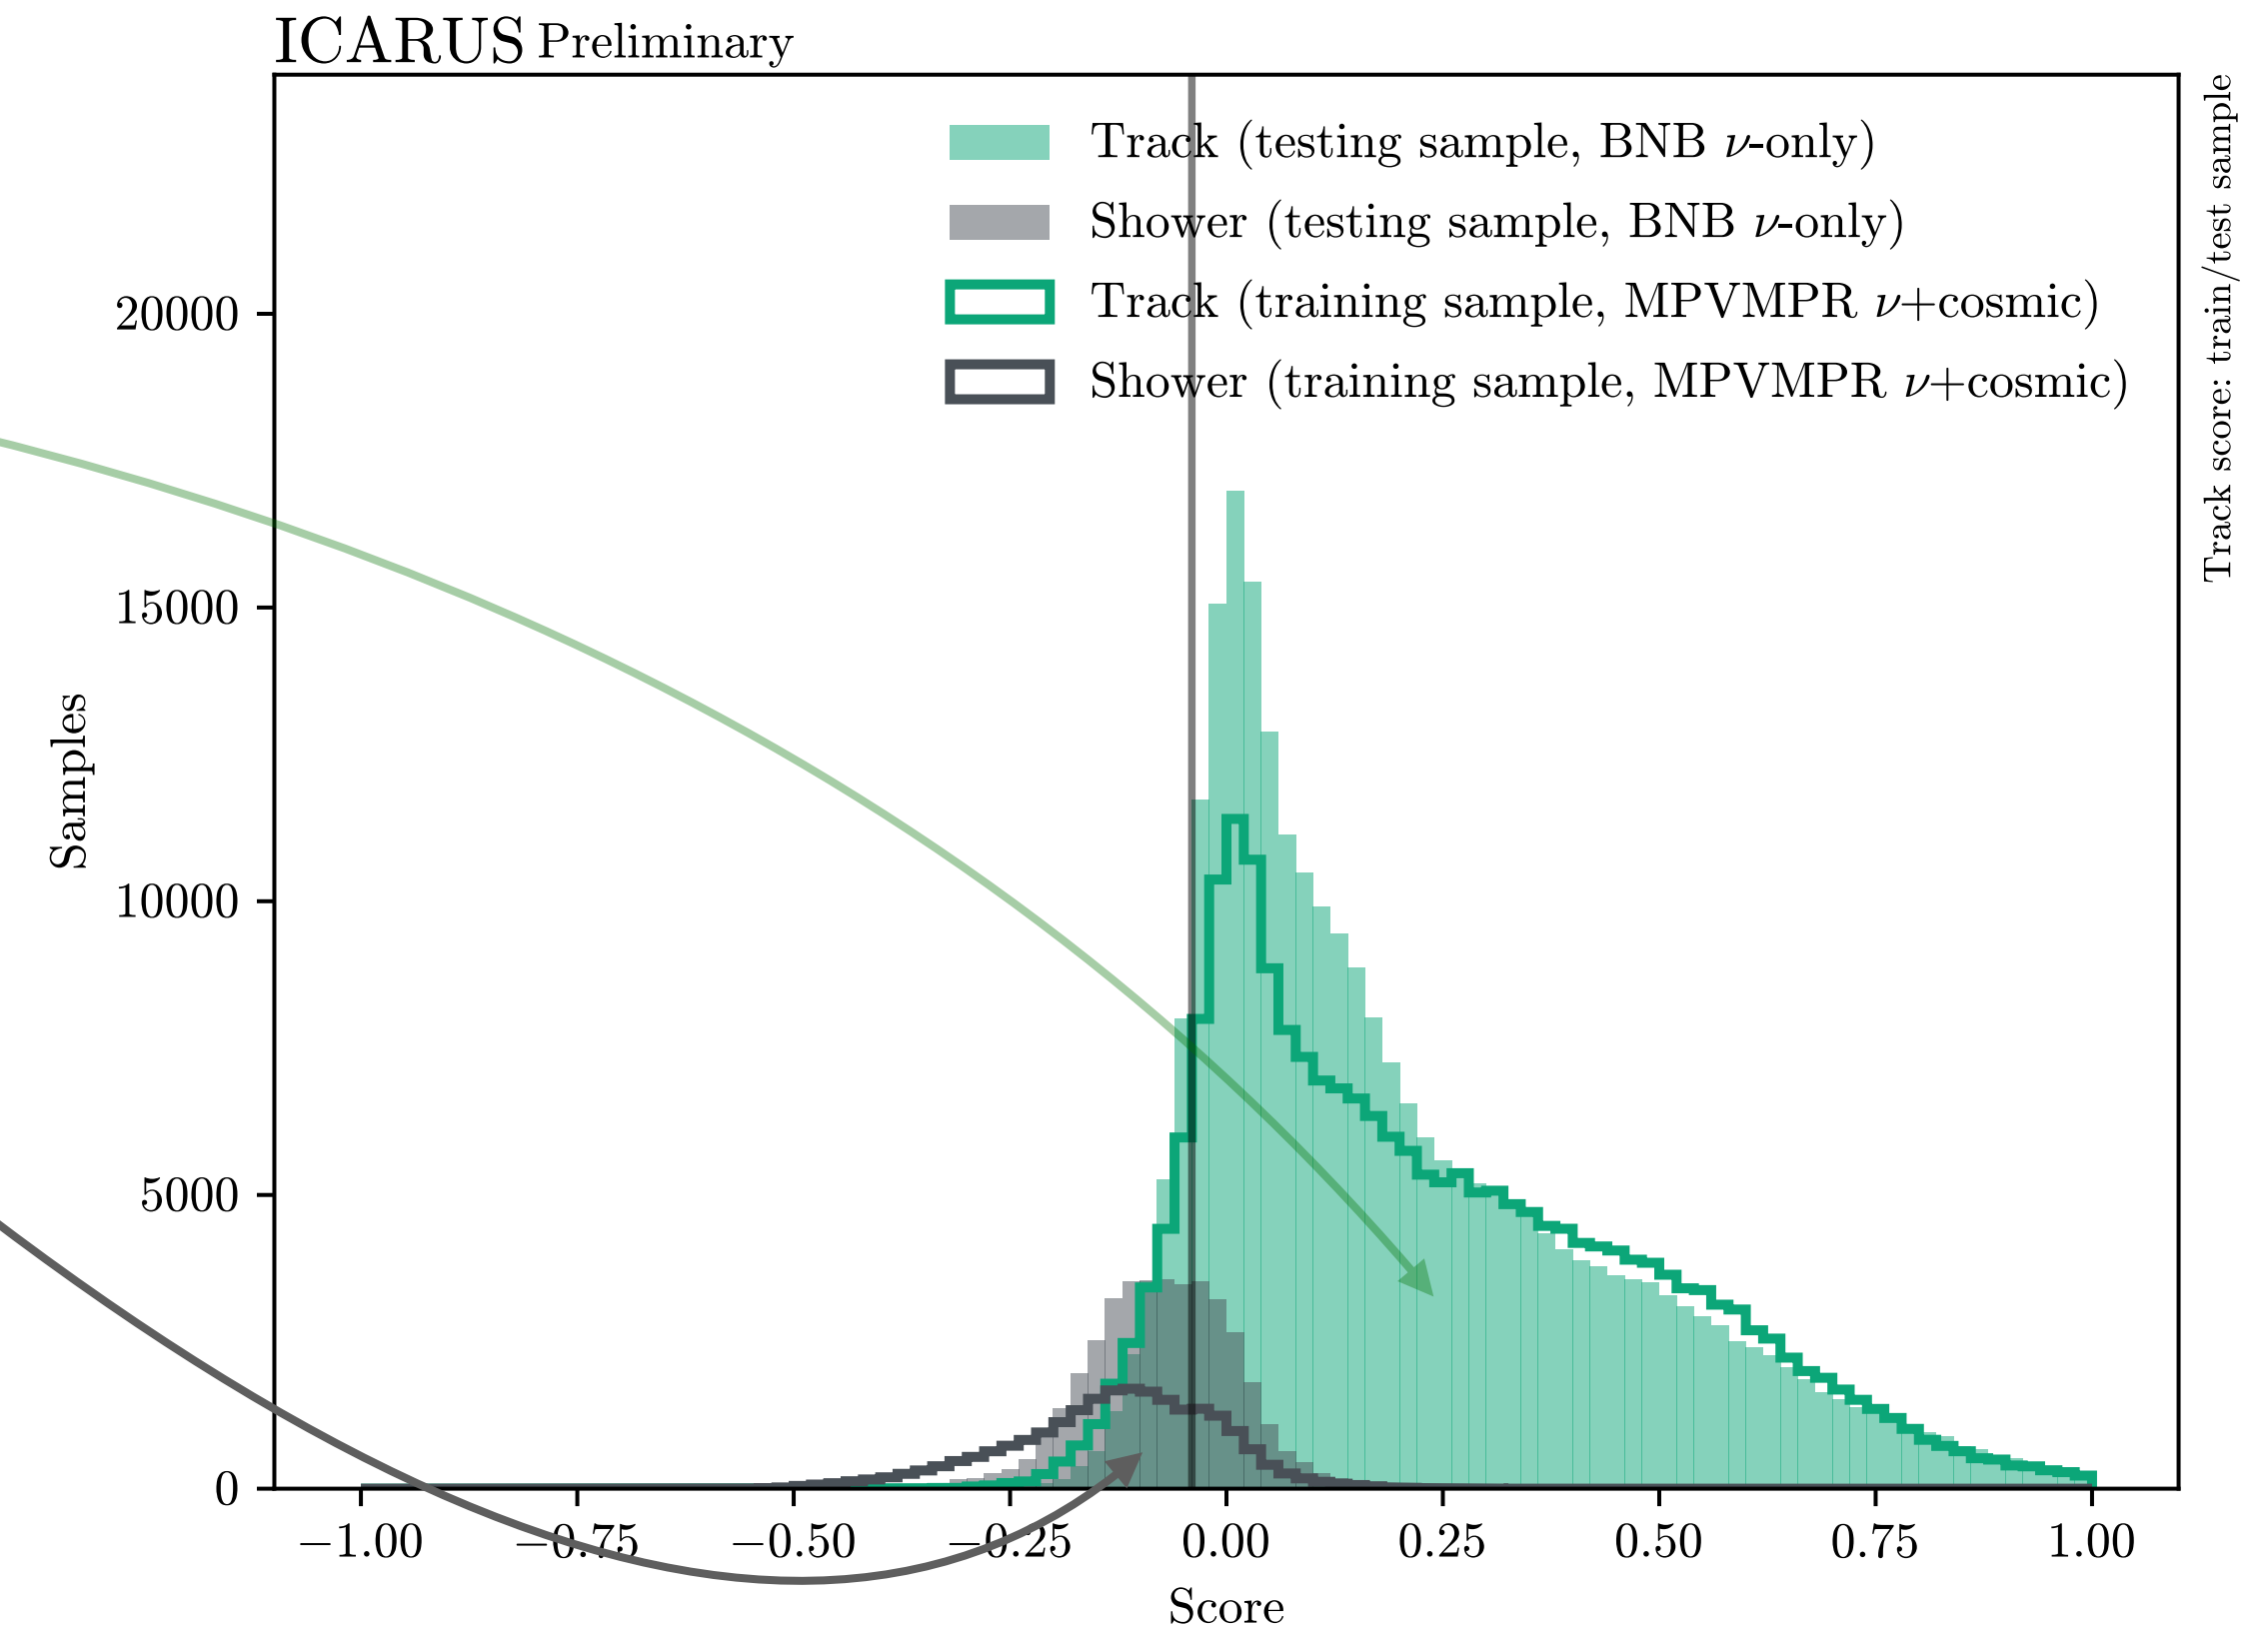 ICARUS Preliminary
Track (testing sample, BNB ν-only)
Shower (testing sample, BNB ν-only)
Track (training sample, MPVMPR ν+cosmic)
Shower (training sample, MPVMPR ν+cosmic)
Track score: train/test sample
Samples
20000
15000
10000
5000
0
−1.00 −0.75 −0.50 −0.25 0.00 0.25 0.50 0.75 1.00
Score